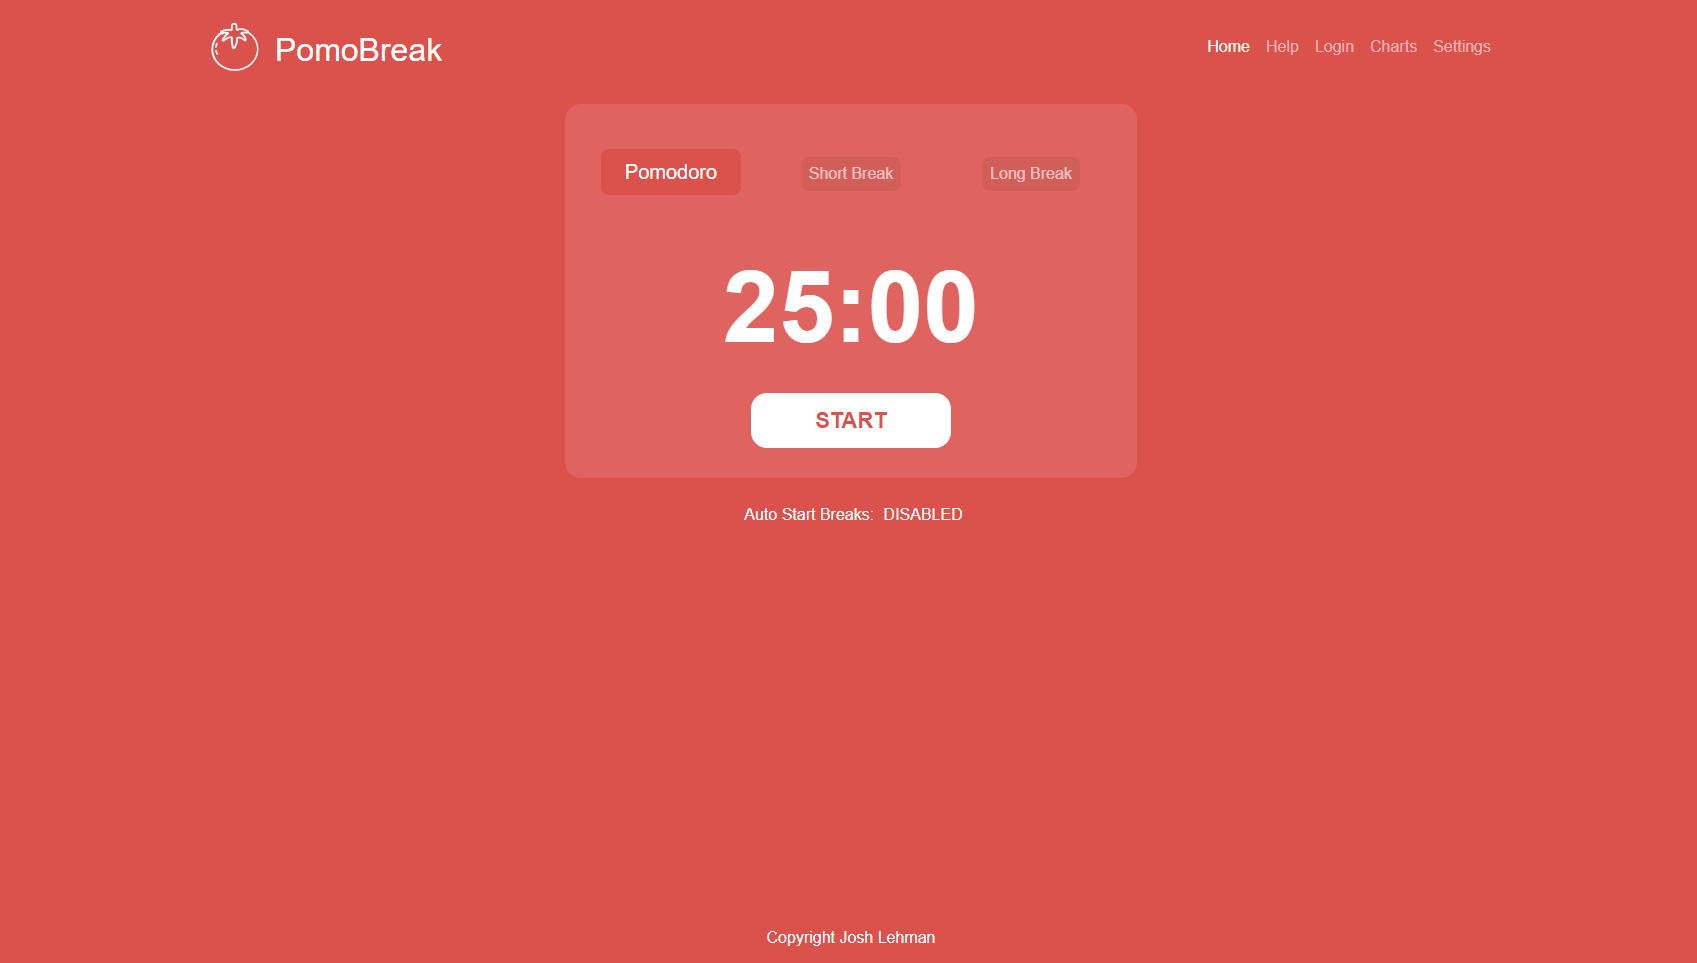 PomoBreak
Home Help Login Charts Settings
Pomodoro Short Break Long Break
25:00
START
Auto Start Breaks: DISABLED
Copyright Josh Lehman